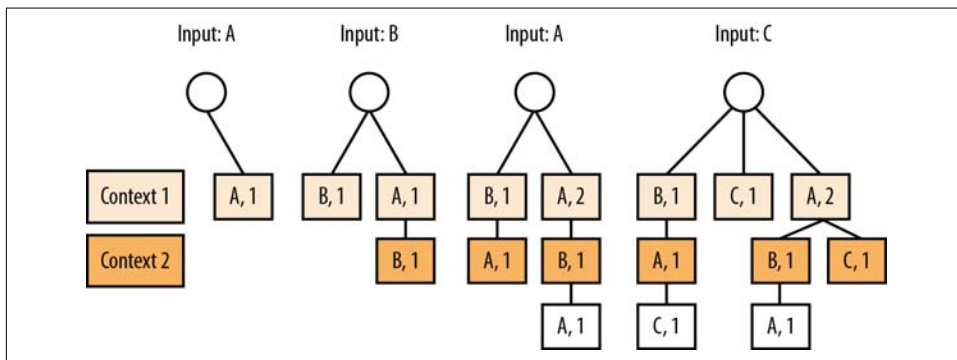 Input: A Input: B Input: A Input: C
Context 1 A, 1 B, 1 A, 1 B, 1 A, 2 B, 1 C, 1 A, 2
Context 2 B, 1 A, 1 B, 1 A, 1 B, 1 C, 1
A, 1 C, 1 A, 1